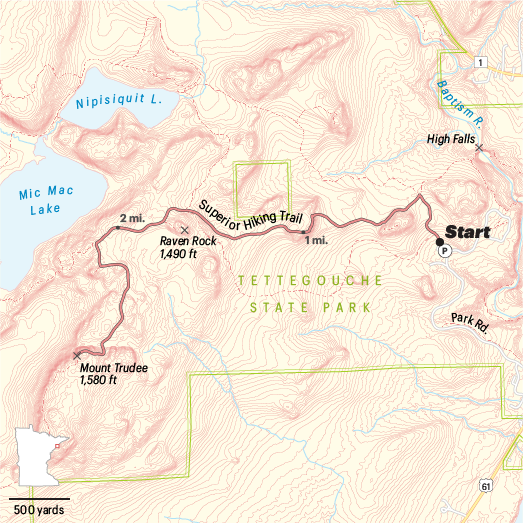 1
Baptism R.
Nipisiquit L.
High Falls
Mic Mac
Lake
Superior Hiking Trail
2 mi.
Start
P
Raven Rock
1,490 ft
1 mi.
TETTEGOUCHE
STATE PARK
Park Rd.
Mount Trudee
1,580 ft
61
500 yards